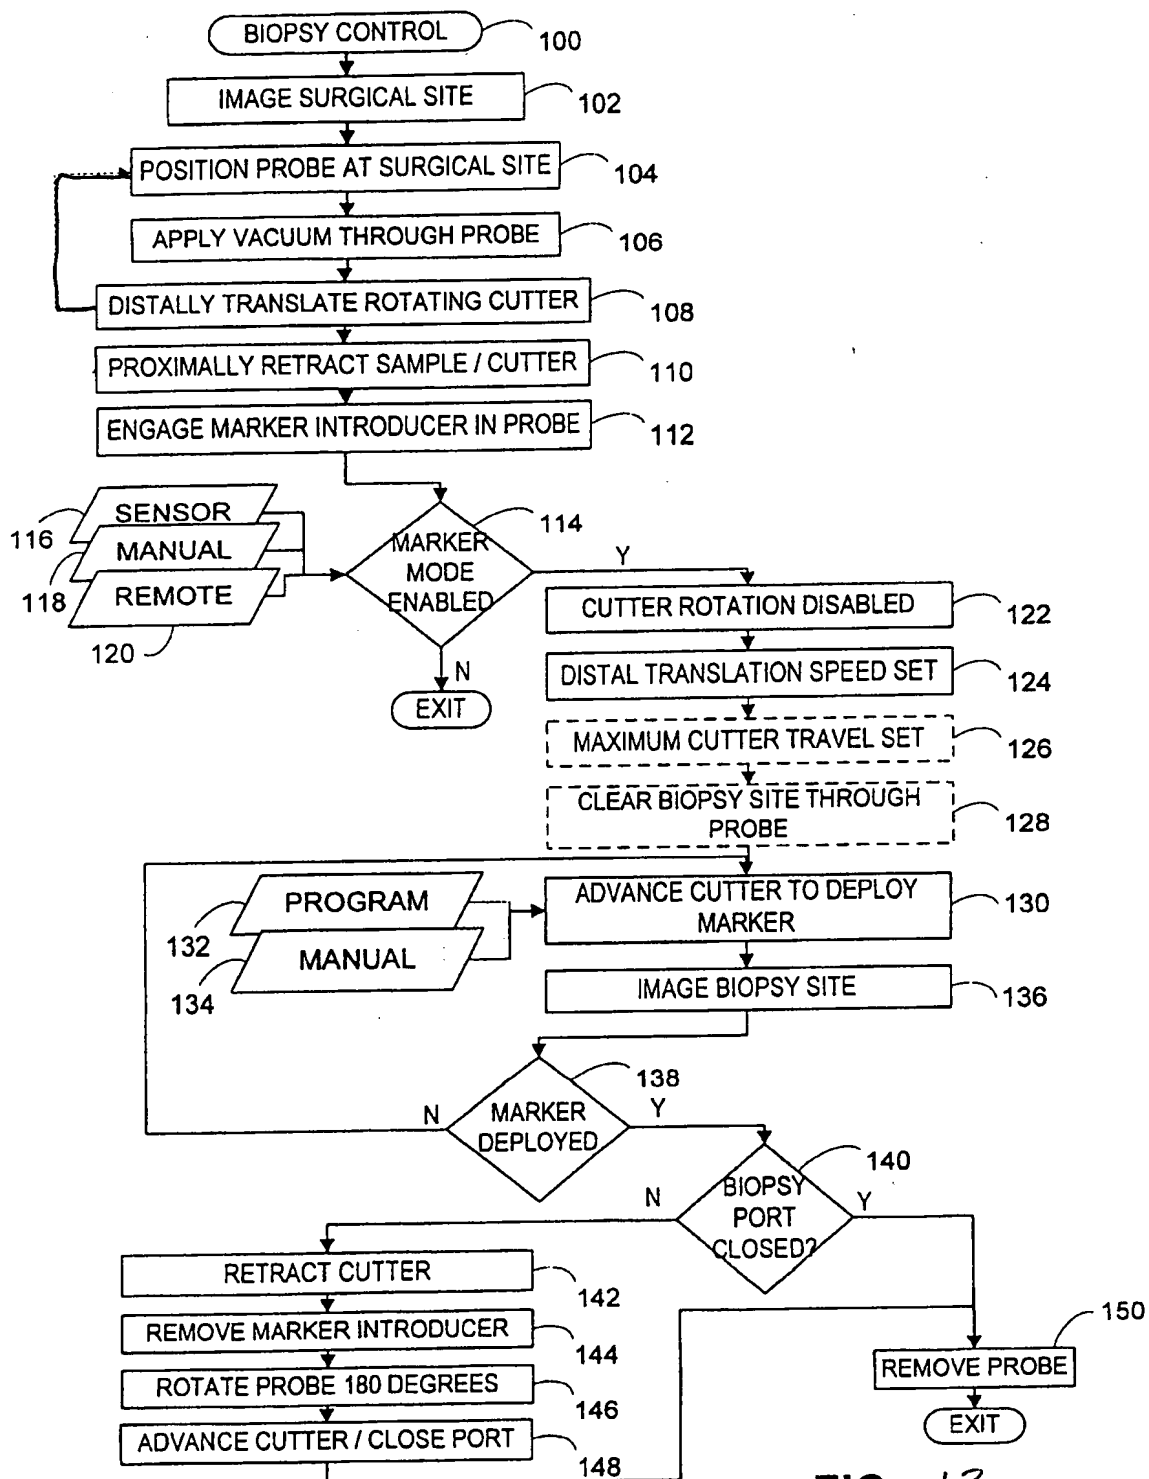 BIOPSY CONTROL
100
IMAGE SURGICAL SITE
102
POSITION PROBE AT SURGICAL SITE
104
APPLY VACUUM THROUGH PROBE
106
DISTALLY TRANSLATE ROTATING CUTTER
108
PROXIMALLY RETRACT SAMPLE / CUTTER
110
ENGAGE MARKER INTRODUCER IN PROBE
112
SENSOR
116
MANUAL
118
REMOTE
120
MARKER
MODE
ENABLED
114
Y
N
EXIT
CUTTER ROTATION DISABLED
122
DISTAL TRANSLATION SPEED SET
124
MAXIMUM CUTTER TRAVEL SET
126
CLEAR BIOPSY SITE THROUGH
PROBE
128
PROGRAM
132
MANUAL
134
ADVANCE CUTTER TO DEPLOY
MARKER
130
IMAGE BIOPSY SITE
136
MARKER
DEPLOYED
138
N
Y
BIOPSY
PORT
CLOSED?
140
N
Y
RETRACT CUTTER
142
REMOVE MARKER INTRODUCER
144
ROTATE PROBE 180 DEGREES
146
ADVANCE CUTTER / CLOSE PORT
148
REMOVE PROBE
150
EXIT
FIG. 13